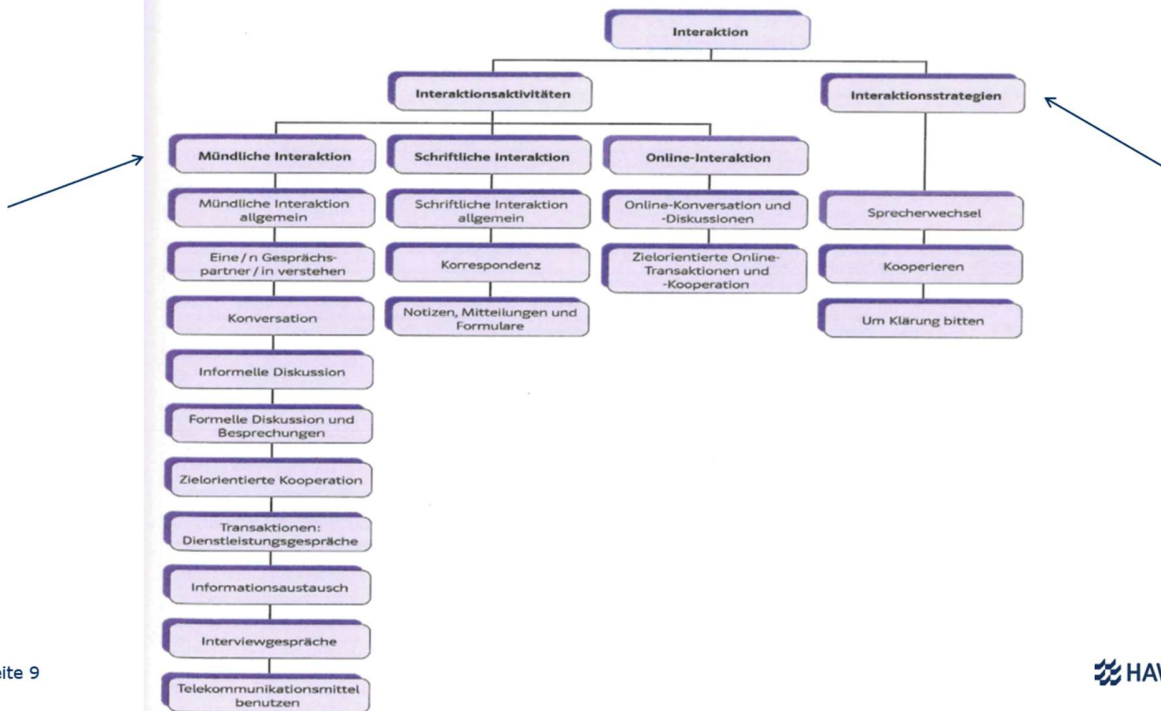 Interaktion
Interaktionsaktivitäten
Interaktionsstrategien
Mündliche Interaktion
Schriftliche Interaktion
Online-Interaktion
Mündliche Interaktion
allgemein
Schriftliche Interaktion
allgemein
Online-Konversation und
-Diskussionen
Sprecherwechsel
Eine/n Gesprächs-
partner/in verstehen
Korrespondenz
Zielorientierte Online-
Transaktionen und
-Kooperation
Kooperieren
Konversation
Notizen, Mitteilungen und
Formulare
Um Klärung bitten
Informelle Diskussion
Formelle Diskussion und
Besprechungen
Zielorientierte Kooperation
Transaktionen:
Dienstleistungsgespräche
Informationsaustausch
Interviewgespräche
Telekommunikationsmittel
benutzen
eite 9
HAW